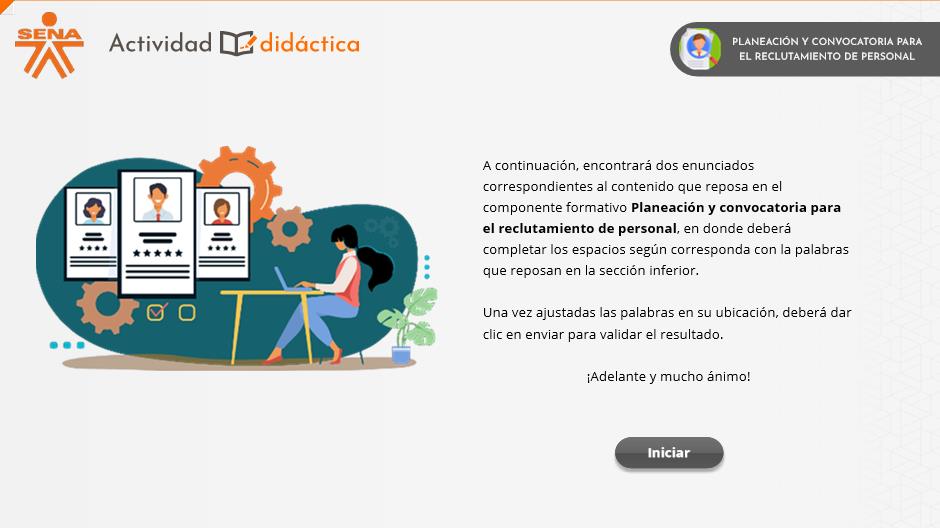 SENA
Actividad didáctica
PLANEACIÓN Y CONVOCATORIA PARA
EL RECLUTAMIENTO DE PERSONAL
A continuación, encontrará dos enunciados
correspondientes al contenido que reposa en el
componente formativo Planeación y convocatoria para
el reclutamiento de personal, en donde deberá
completar los espacios según corresponda con la palabras
que reposan en la sección inferior.
Una vez ajustadas las palabras en su ubicación, deberá dar
clic en enviar para validar el resultado.
¡Adelante y mucho ánimo!
Iniciar